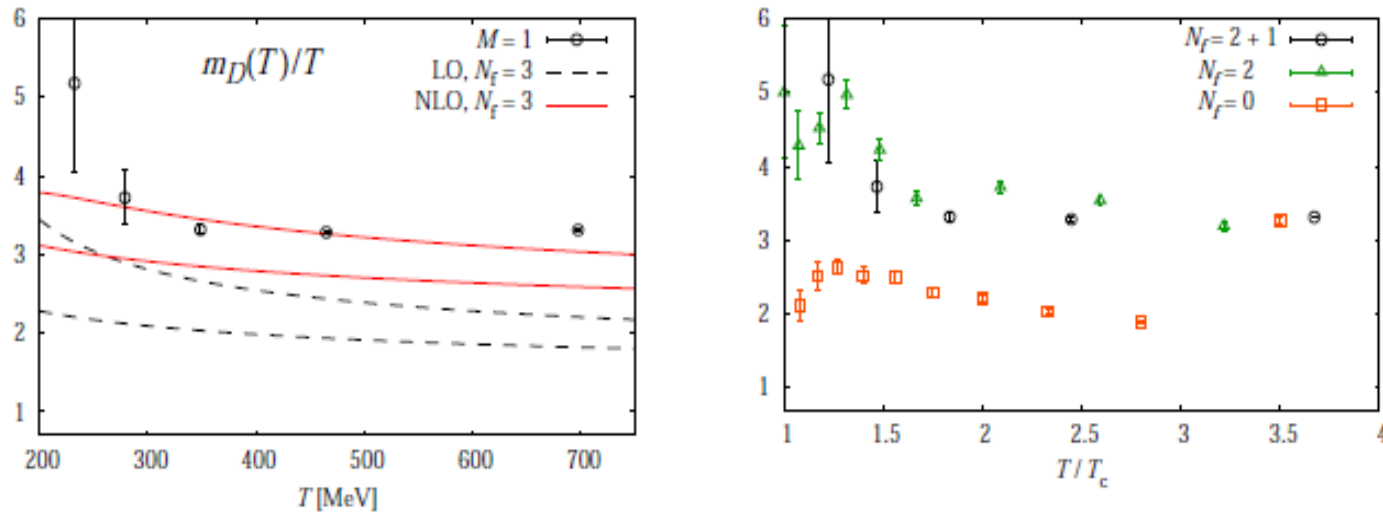 m_D(T)/T
M = 1
LO, N_f = 3
NLO, N_f = 3
6
5
4
3
2
1
200 300 400 500 600 700
T [MeV]
N_f = 2 + 1
N_f = 2
N_f = 0
6
5
4
3
2
1
1 1.5 2 2.5 3 3.5 4
T / T_c